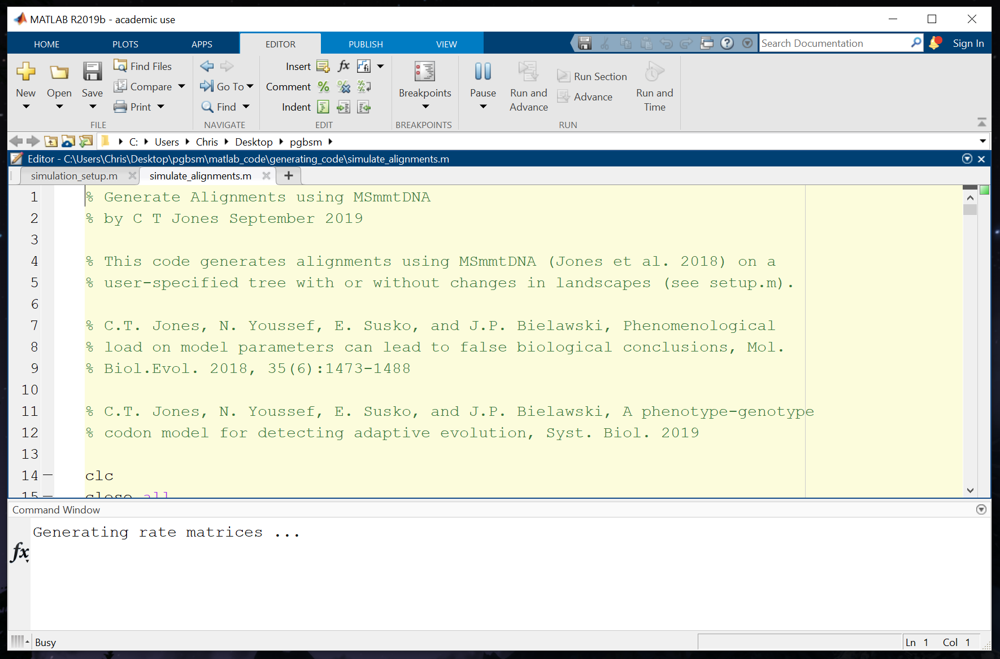 MATLAB R2019b - academic use
HOME PLOTS APPS EDITOR PUBLISH VIEW Search Documentation Sign In
New Open Save Find Files Compare Print
FILE
Go To Find
NAVIGATE
Insert fx fi
Comment
Indent
EDIT
Breakpoints
BREAKPOINTS
Pause Run and Advance Run Section Advance Run and Time
RUN
C: Users Chris Desktop pgbsm
Editor - C:\Users\Chris\Desktop\pgbsm\matlab_code\generating_code\simulate_alignments.m
simulation_setup.m simulate_alignments.m +
1 % Generate Alignments using MSmmtDNA
2 % by C T Jones September 2019
3
4 % This code generates alignments using MSmmtDNA (Jones et al. 2018) on a
5 % user-specified tree with or without changes in landscapes (see setup.m).
6
7 % C.T. Jones, N. Youssef, E. Susko, and J.P. Bielawski, Phenomenological
8 % load on model parameters can lead to false biological conclusions, Mol.
9 % Biol.Evol. 2018, 35(6):1473-1488
10
11 % C.T. Jones, N. Youssef, E. Susko, and J.P. Bielawski, A phenotype-genotype
12 % codon model for detecting adaptive evolution, Syst. Biol. 2019
13
14 — clc
15 — close all
Command Window
Generating rate matrices ...
fx
Busy Ln 1 Col 1